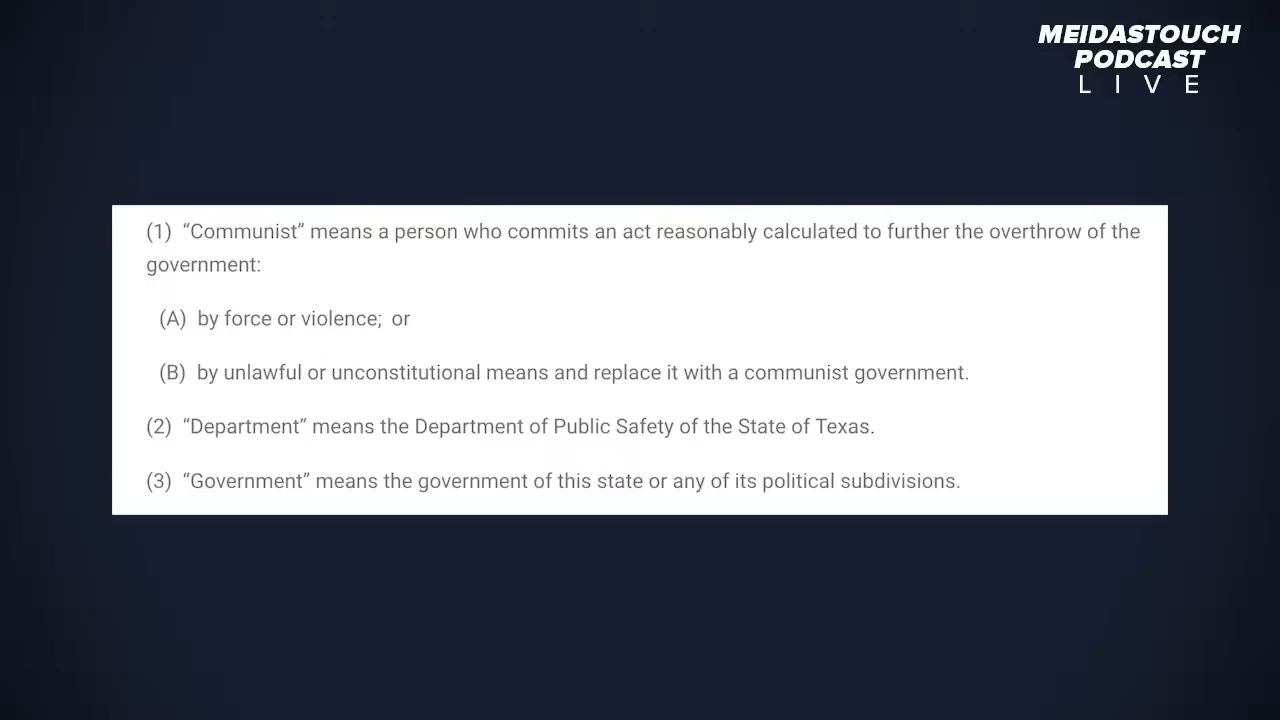 MEIDASTOUCH
PODCAST
LIVE
(1) “Communist” means a person who commits an act reasonably calculated to further the overthrow of the
government:
(A) by force or violence; or
(B) by unlawful or unconstitutional means and replace it with a communist government.
(2) “Department” means the Department of Public Safety of the State of Texas.
(3) “Government” means the government of this state or any of its political subdivisions.